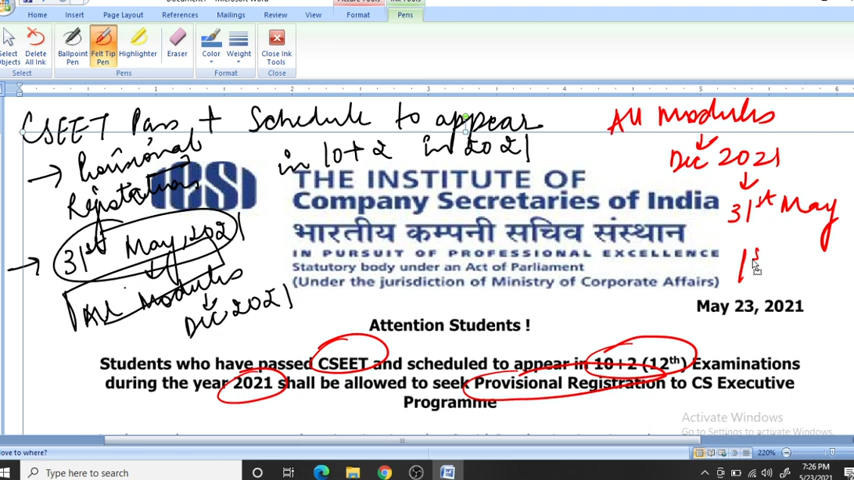 Home
Insert
Page Layout
References
Mailings
Review
View
Format
Pens
Select Objects
Delete All Ink
Ballpoint Pen
Felt Tip Pen
Highlighter
Eraser
Color
Weight
Close Ink Tools
Select
Pens
Format
Close
CSEET Pass + Schedule to appear
in 10+2 in 2021
→ Provisional
Registration
→ 31st May, 2021
All Modules
Dec 2021
All Modules
Dec 2021
31st May
1s
ICSI
THE INSTITUTE OF
Company Secretaries of India
भारतीय कम्पनी सचिव संस्थान
IN PURSUIT OF PROFESSIONAL EXCELLENCE
Statutory body under an Act of Parliament
(Under the jurisdiction of Ministry of Corporate Affairs)
May 23, 2021
Attention Students !
Students who have passed CSEET and scheduled to appear in 10+2 (12th) Examinations
during the year 2021 shall be allowed to seek Provisional Registration to CS Executive
Programme
Activate Windows
Go to Settings to activate Windows
Move to where?
220%
Type here to search
7:26 PM
5/23/2021